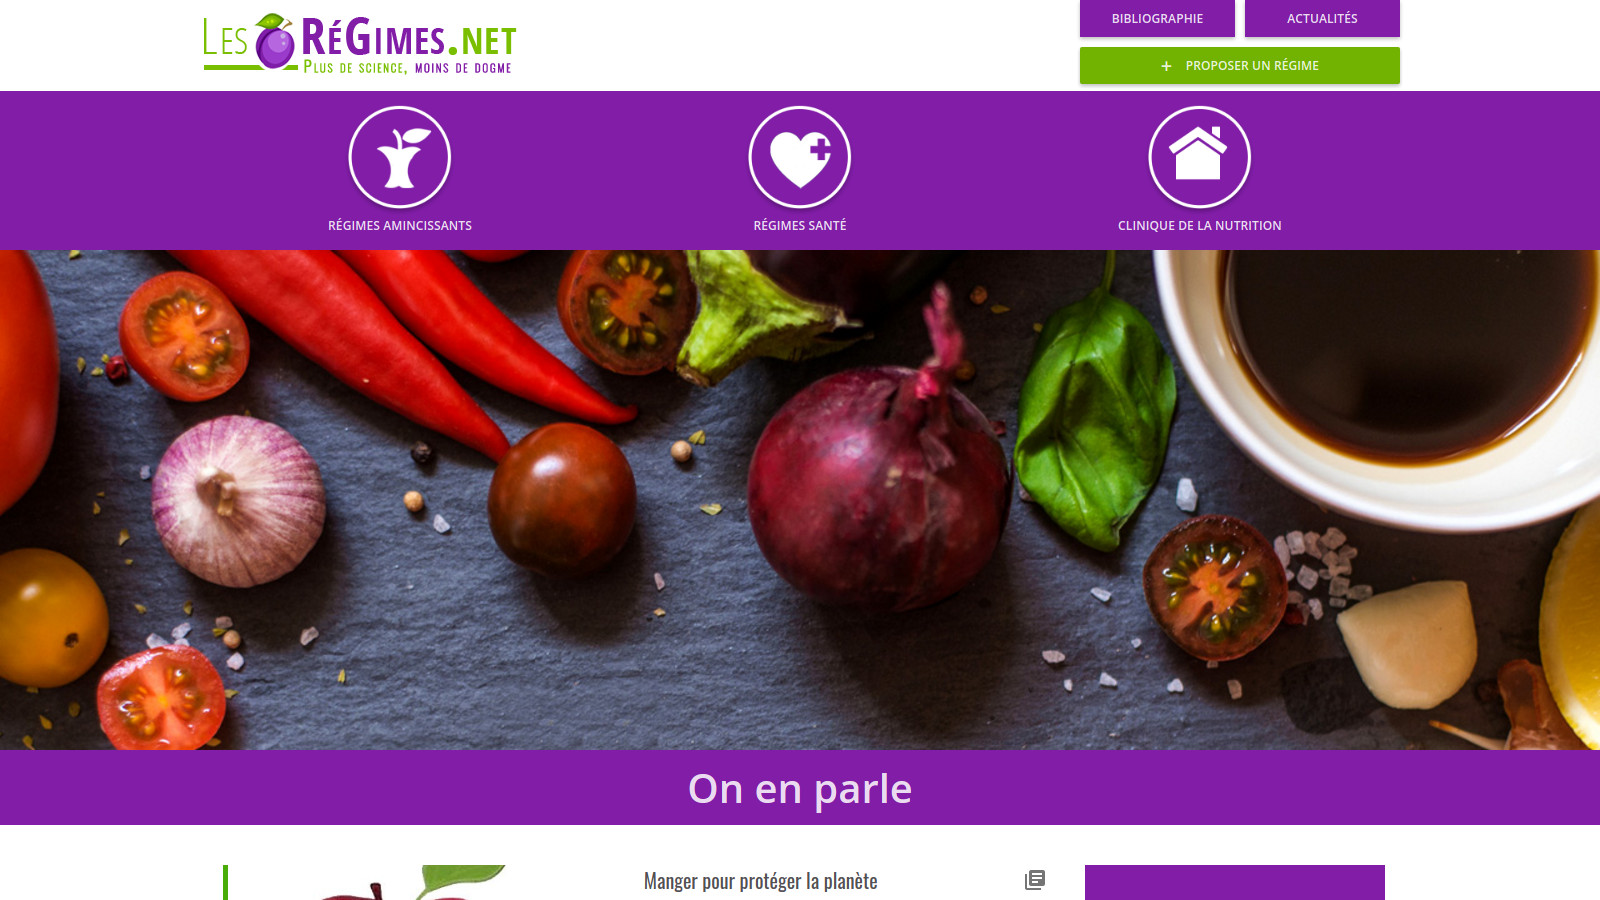 Les RéGimes.net
Plus de science, moins de dogme
BIBLIOGRAPHIE
ACTUALITÉS
+ PROPOSER UN RÉGIME
RÉGIMES AMINCISSANTS
RÉGIMES SANTÉ
CLINIQUE DE LA NUTRITION
On en parle
Manger pour protéger la planète